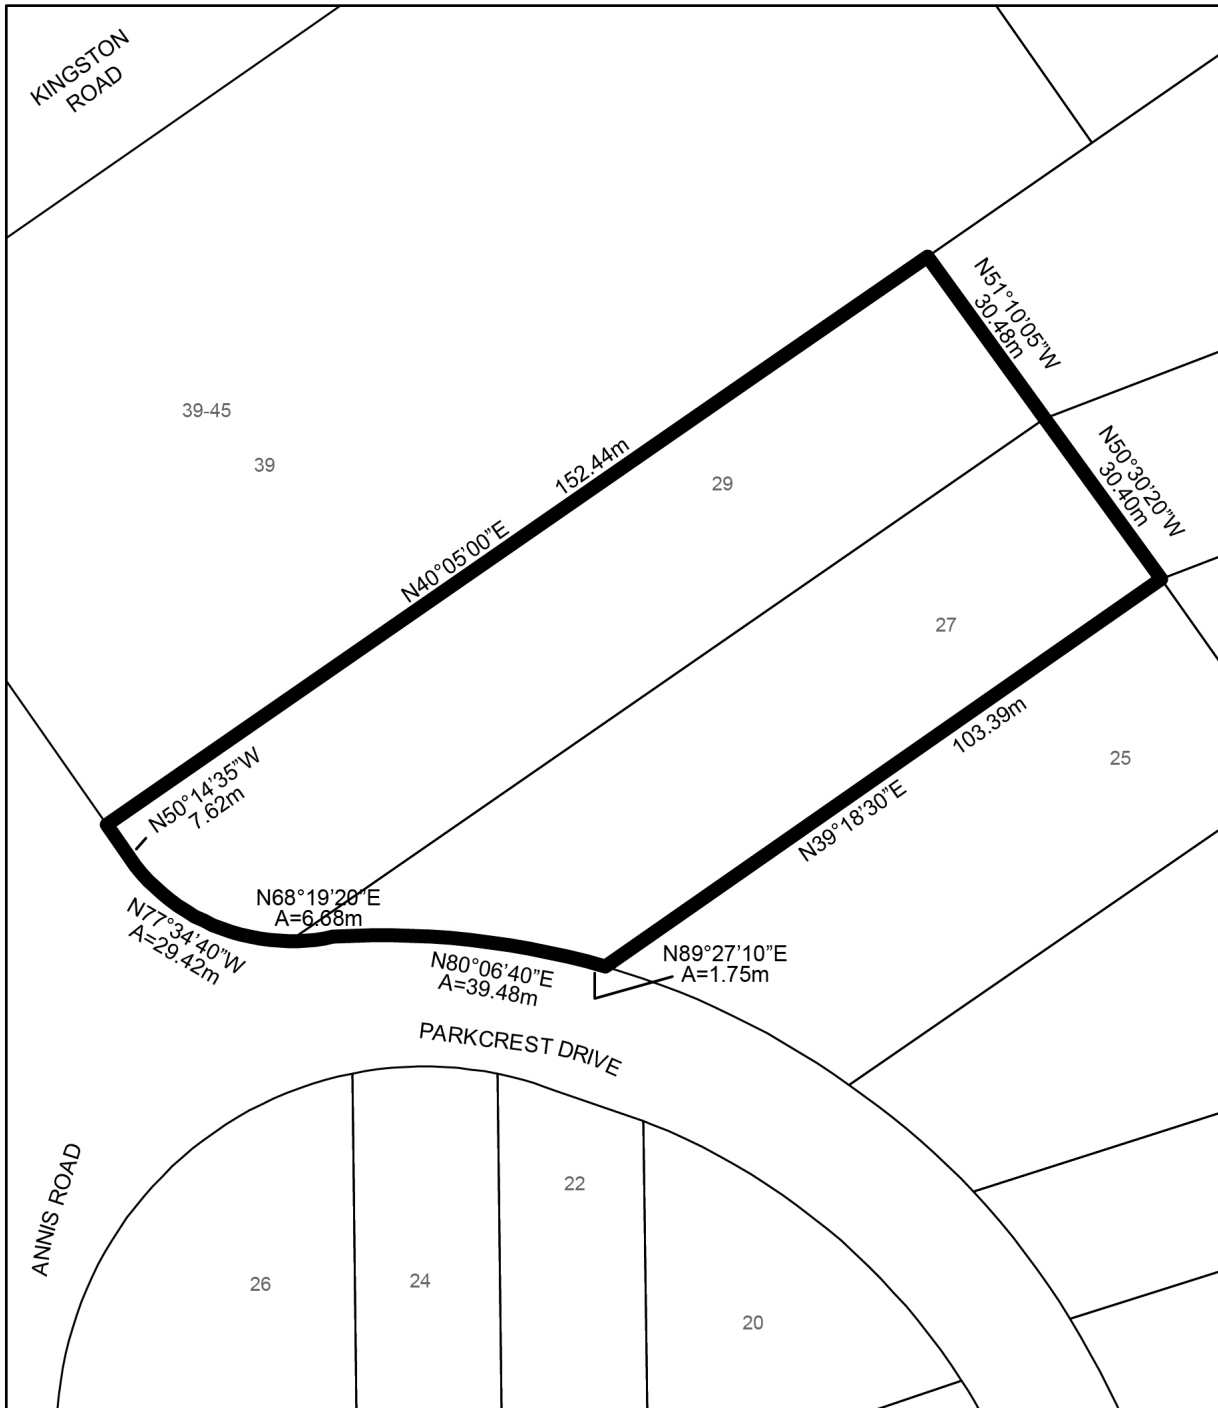 KINGSTON
ROAD
N51°10'05"W
30.48m
39-45
39
152.44m
29
N50°30'20"W
30.40m
N40°05'00"E
27
103.39m
25
N50°14'35"W
7.62m
N39°18'30"E
N68°19'20"E
A=6.68m
N77°34'40"W
A=29.42m
N80°06'40"E
A=39.48m
N89°27'10"E
A=1.75m
PARKCREST DRIVE
ANNIS ROAD
22
26
24
20